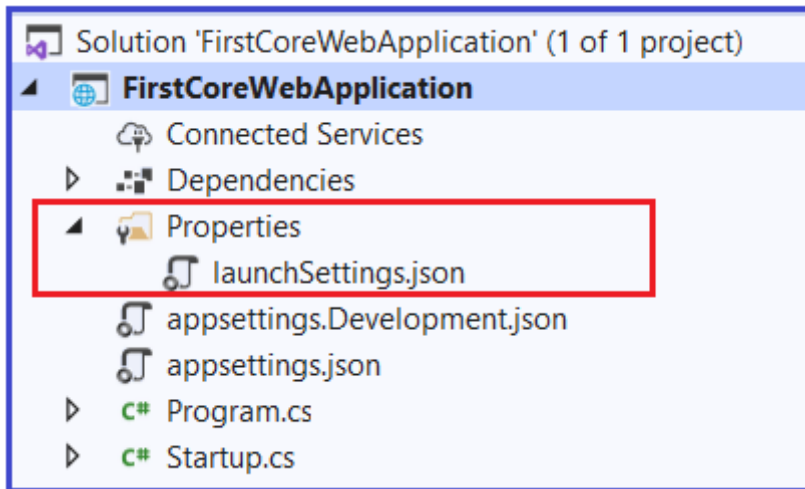 Solution 'FirstCoreWebApplication' (1 of 1 project)
FirstCoreWebApplication
Connected Services
Dependencies
Properties
launchSettings.json
appsettings.Development.json
appsettings.json
C# Program.cs
C# Startup.cs